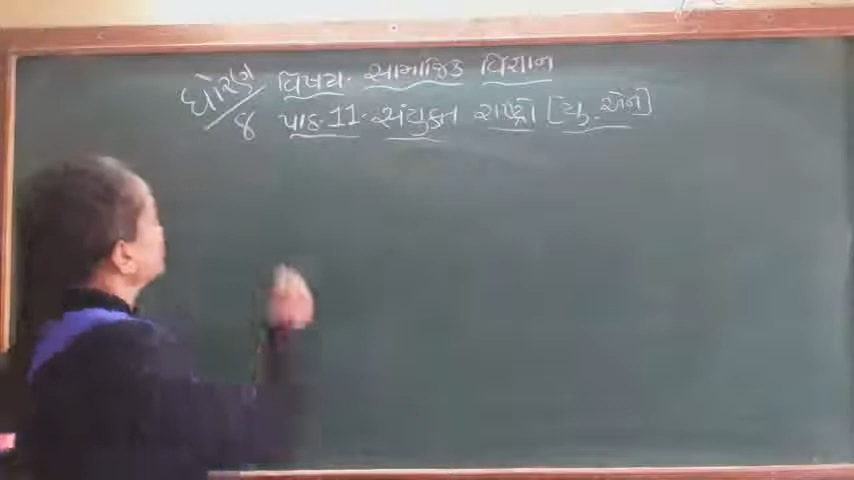 ધોરણ
8
વિષય. સામાજિક વિજ્ઞાન
પાઠ.11. સંયુક્ત રાષ્ટ્રો [યુ. એન]